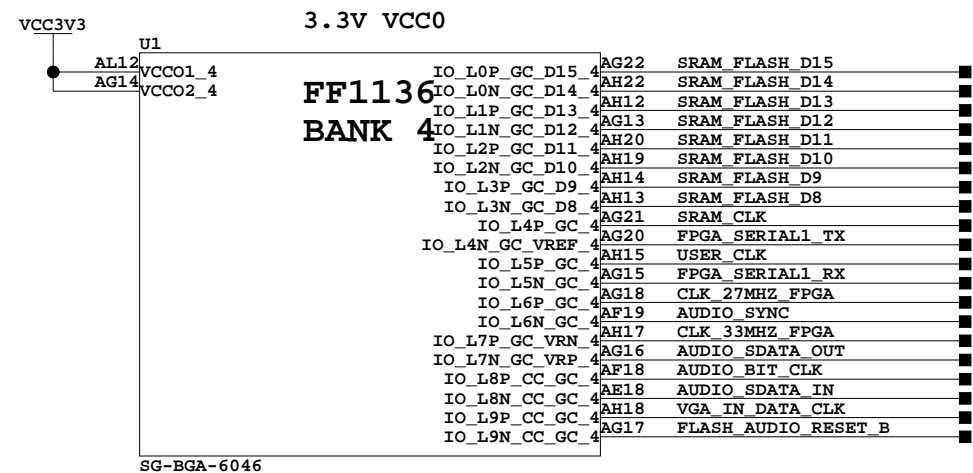 3.3V VCC0
VCC3V3
U1
AL12 VCCO1_4
AG14 VCCO2_4
FF1136
BANK 4
IO_L0P_GC_D15_4 AG22 SRAM_FLASH_D15
IO_L0N_GC_D14_4 AH22 SRAM_FLASH_D14
IO_L1P_GC_D13_4 AH12 SRAM_FLASH_D13
IO_L1N_GC_D12_4 AG13 SRAM_FLASH_D12
IO_L2P_GC_D11_4 AH20 SRAM_FLASH_D11
IO_L2N_GC_D10_4 AH19 SRAM_FLASH_D10
IO_L3P_GC_D9_4 AH14 SRAM_FLASH_D9
IO_L3N_GC_D8_4 AH13 SRAM_FLASH_D8
IO_L4P_GC_4 AG21 SRAM_CLK
IO_L4N_GC_VREF_4 AG20 FPGA_SERIAL1_TX
IO_L5P_GC_4 AH15 USER_CLK
IO_L5N_GC_4 AG15 FPGA_SERIAL1_RX
IO_L6P_GC_4 AG18 CLK_27MHZ_FPGA
IO_L6N_GC_4 AF19 AUDIO_SYNC
IO_L7P_GC_VRN_4 AH17 CLK_33MHZ_FPGA
IO_L7N_GC_VRP_4 AG16 AUDIO_SDATA_OUT
IO_L8P_CC_GC_4 AF18 AUDIO_BIT_CLK
IO_L8N_CC_GC_4 AE18 AUDIO_SDATA_IN
IO_L9P_CC_GC_4 AH18 VGA_IN_DATA_CLK
IO_L9N_CC_GC_4 AG17 FLASH_AUDIO_RESET_B
SG-BGA-6046